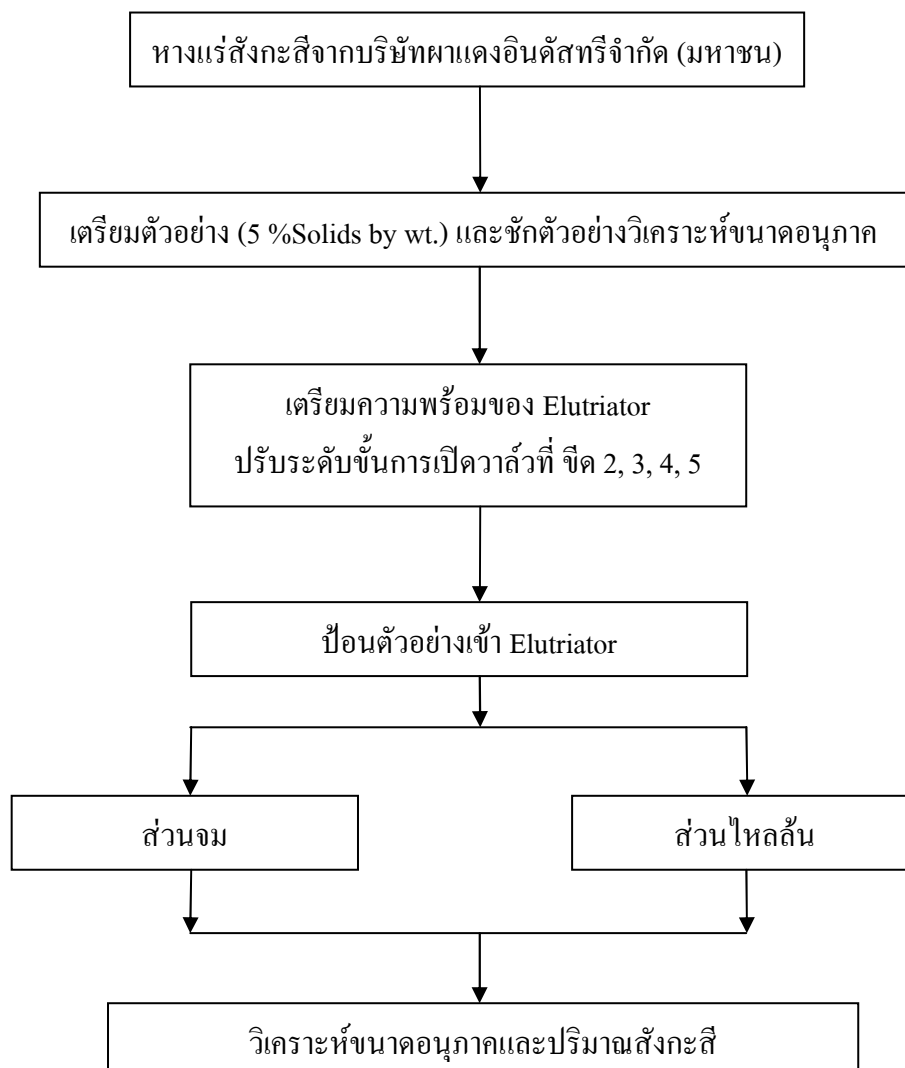 หางแร่สังกะสีจากบริษัทผาแดงอินดัสทรีจำกัด (มหาชน)
เตรียมตัวอย่าง (5 %Solids by wt.) และชักตัวอย่างวิเคราะห์ขนาดอนุภาค
เตรียมความพร้อมของ Elutriator
ปรับระดับขั้นการเปิดวาล์วที่ ขีด 2, 3, 4, 5
ป้อนตัวอย่างเข้า Elutriator
ส่วนจม
ส่วนไหลล้น
วิเคราะห์ขนาดอนุภาคและปริมาณสังกะสี